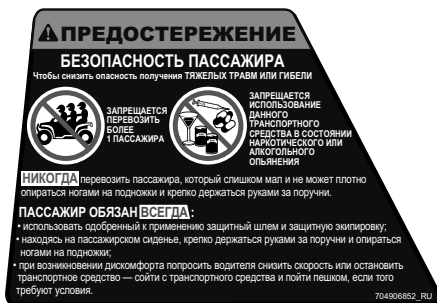 ПРЕДОСТЕРЕЖЕНИЕ
БЕЗОПАСНОСТЬ ПАССАЖИРА
Чтобы снизить опасность получения ТЯЖЕЛЫХ ТРАВМ ИЛИ ГИБЕЛИ
ЗАПРЕЩАЕТСЯ
ПЕРЕВОЗИТЬ
БОЛЕЕ
1 ПАССАЖИРА
ЗАПРЕЩАЕТСЯ
ИСПОЛЬЗОВАНИЕ
ДАННОГО
ТРАНСПОРТНОГО
СРЕДСТВА В СОСТОЯНИИ
НАРКОТИЧЕСКОГО ИЛИ
АЛКОГОЛЬНОГО
ОПЬЯНЕНИЯ
НИКОГДА перевозить пассажира, который слишком мал и не может плотно
опираться ногами на подножки и крепко держаться руками за поручни.
ПАССАЖИР ОБЯЗАН ВСЕГДА:
• использовать одобренный к применению защитный шлем и защитную экипировку;
• находясь на пассажирском сиденье, крепко держаться руками за поручни и опираться
ногами на подножки;
• при возникновении дискомфорта попросить водителя снизить скорость или остановить
транспортное средство — сойти с транспортного средства и пойти пешком, если того
требуют условия.
704906852_RU